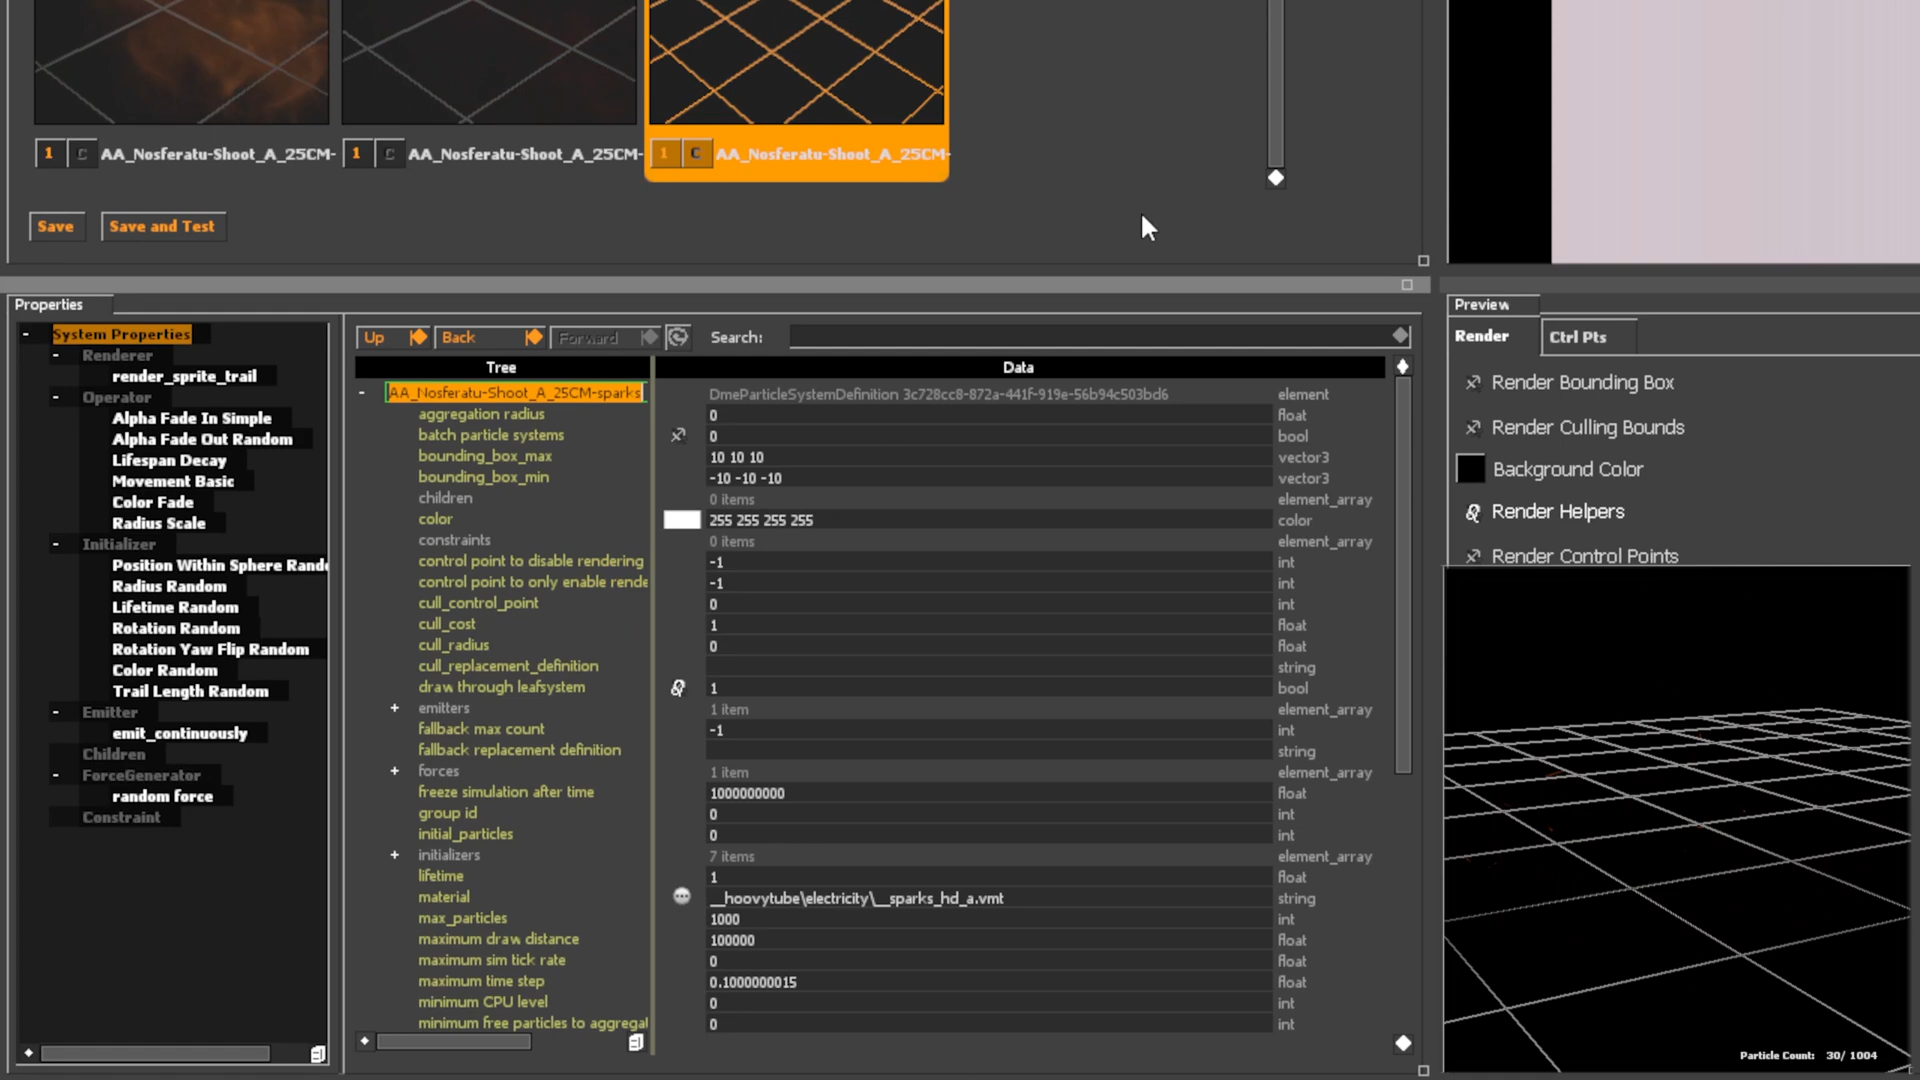 1 C AA_Nosferatu-Shoot_A_25CM- 1 C AA_Nosferatu-Shoot_A_25CM- 1 C AA_Nosferatu-Shoot_A_25CM-
Save Save and Test
Properties
System Properties
Renderer
render_sprite_trail
Operator
Alpha Fade In Simple
Alpha Fade Out Random
Lifespan Decay
Movement Basic
Color Fade
Radius Scale
Initializer
Position Within Sphere Rand
Radius Random
Lifetime Random
Rotation Random
Rotation Yaw Flip Random
Color Random
Trail Length Random
Emitter
emit_continuously
Children
ForceGenerator
random force
Constraint
Up Back Forward Search:
Tree Data
- AA_Nosferatu-Shoot_A_25CM-sparks DmeParticleSystemDefinition 3c728cc8-872a-441f-919e-56b94c503bd6 element
aggregation radius 0 float
batch particle systems 0 bool
bounding_box_max 10 10 10 vector3
bounding_box_min -10 -10 -10 vector3
children 0 items element_array
color 255 255 255 255 color
constraints 0 items element_array
control point to disable rendering -1 int
control point to only enable rende -1 int
cull_control_point 0 int
cull_cost 1 float
cull_radius 0 float
cull_replacement_definition string
draw through leafsystem 1 bool
+ emitters 1 item element_array
fallback max count -1 int
fallback replacement definition string
+ forces 1 item element_array
freeze simulation after time 1000000000 float
group id 0 int
initial_particles 0 int
+ initializers 7 items element_array
lifetime 1 float
material __hoovytube\electricity\__sparks_hd_a.vmt string
max_particles 1000 int
maximum draw distance 100000 float
maximum sim tick rate 0 float
maximum time step 0.1000000015 float
minimum CPU level 0 int
minimum free particles to aggregat 0 int
Preview
Render Ctrl Pts
Render Bounding Box
Render Culling Bounds
Background Color
Render Helpers
Render Control Points
Particle Count: 30/ 1004